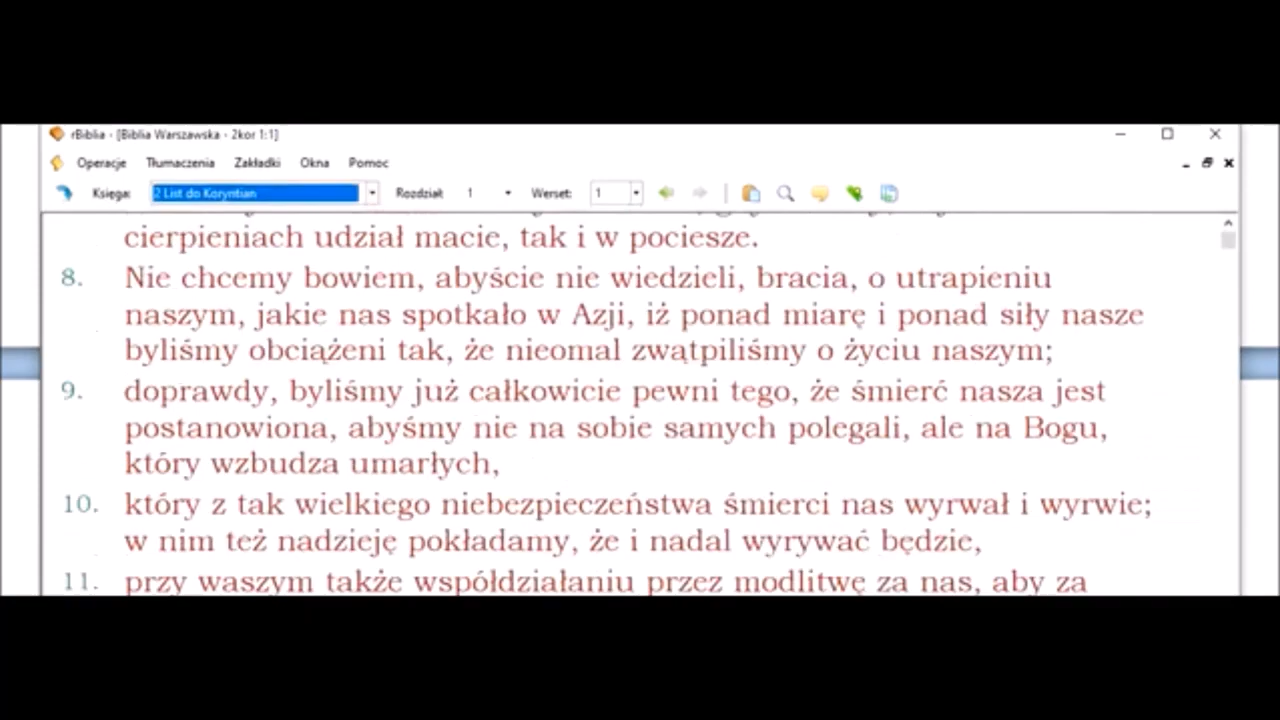 rBiblia - [Biblia Warszawska - 2kor 1:1]
Operacje Tłumaczenia Zakładki Okna Pomoc
Księga: 2 List do Koryntian Rozdział 1 Werset: 1
cierpieniach udział macie, tak i w pociesze.
8. Nie chcemy bowiem, abyście nie wiedzieli, bracia, o utrapieniu
naszym, jakie nas spotkało w Azji, iż ponad miarę i ponad siły nasze
byliśmy obciążeni tak, że nieomal zwątpiliśmy o życiu naszym;
9. doprawdy, byliśmy już całkowicie pewni tego, że śmierć nasza jest
postanowiona, abyśmy nie na sobie samych polegali, ale na Bogu,
który wzbudza umarłych,
10. który z tak wielkiego niebezpieczeństwa śmierci nas wyrwał i wyrwie;
w nim też nadzieję pokładamy, że i nadal wyrywać będzie,
11. przy waszym także współdziałaniu przez modlitwę za nas, aby za